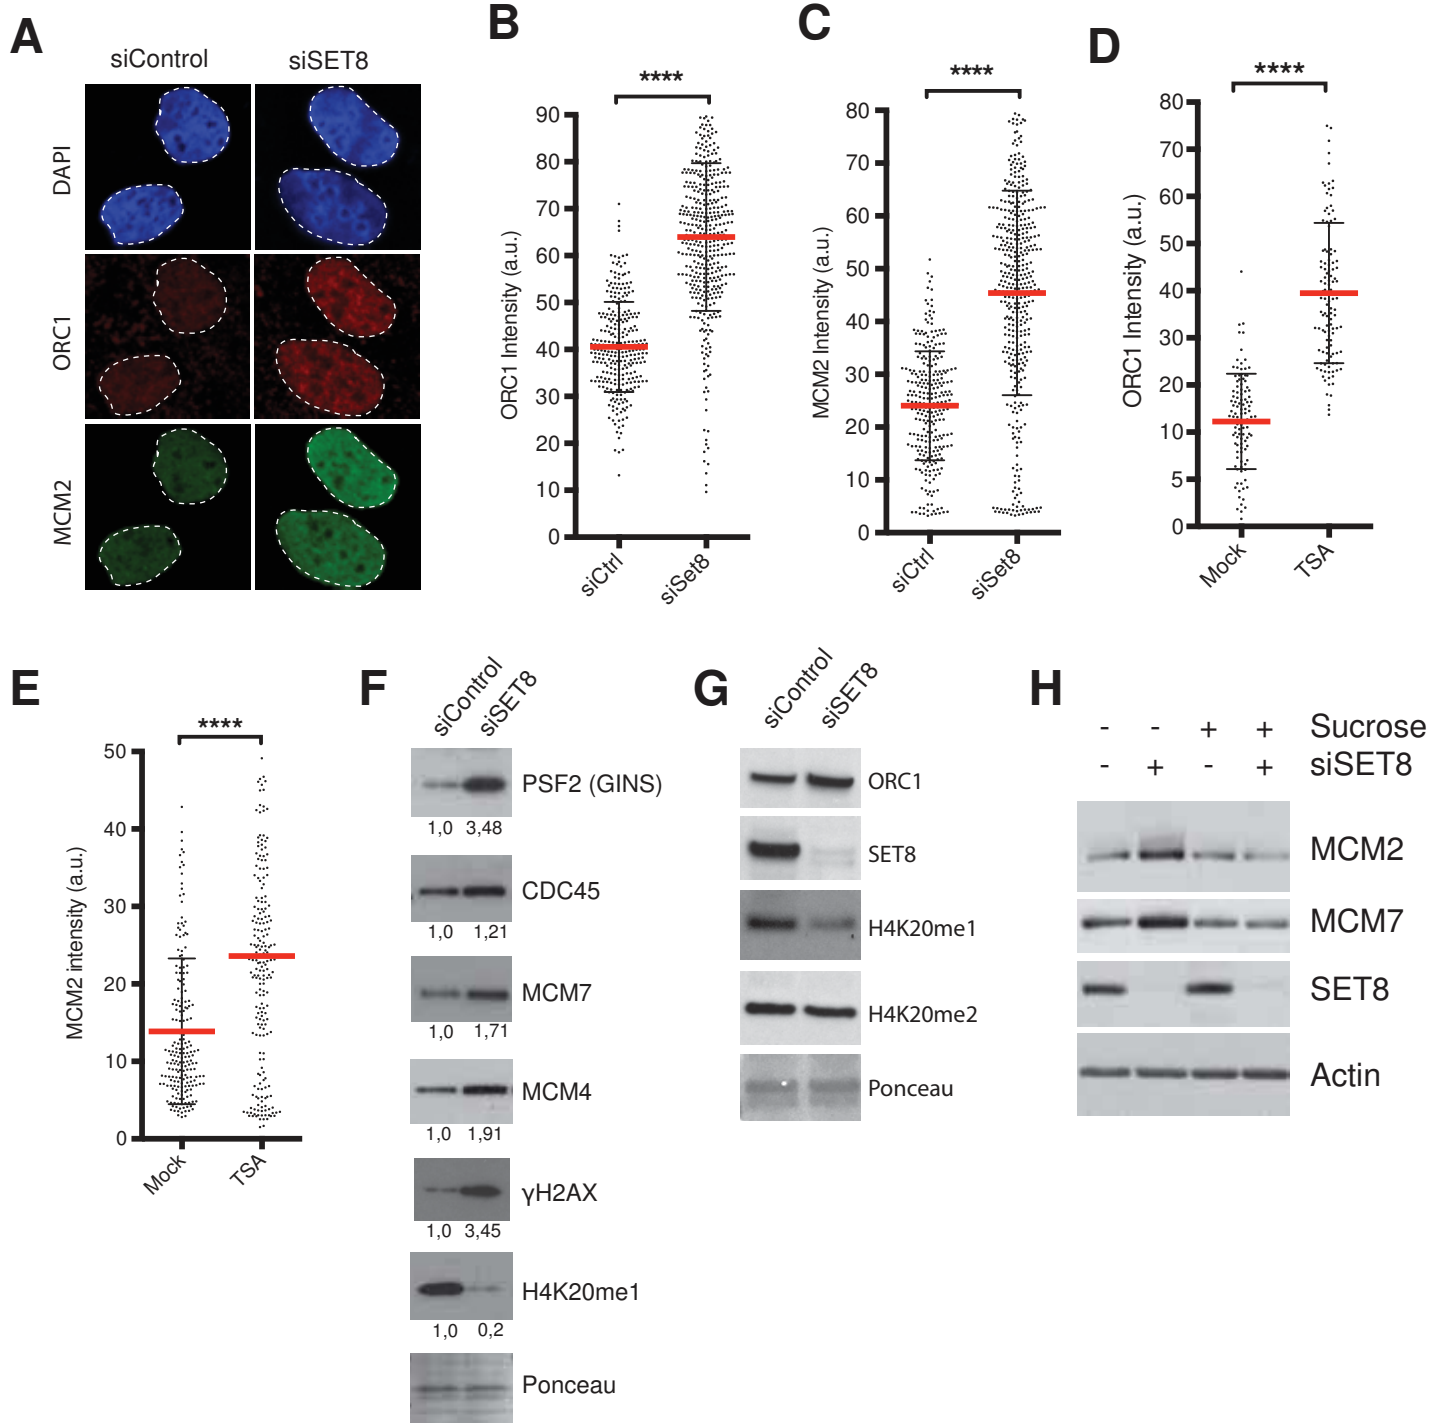 A
siControl
siSET8
DAPI
ORC1
MCM2
B
****
ORC1 Intensity (a.u.)
90
80
70
60
50
40
30
20
10
0
siCtrl
siSet8
C
****
MCM2 Intensity (a.u.)
80
70
60
50
40
30
20
10
0
siCtrl
siSet8
D
****
ORC1 Intensity (a.u.)
80
70
60
50
40
30
20
10
5
0
Mock
TSA
E
****
MCM2 intensity (a.u.)
50
40
30
20
10
0
Mock
TSA
F
siControl
siSET8
PSF2 (GINS)
1,0 3,48
CDC45
1,0 1,21
MCM7
1,0 1,71
MCM4
1,0 1,91
γH2AX
1,0 3,45
H4K20me1
1,0 0,2
Ponceau
G
siControl
siSET8
ORC1
SET8
H4K20me1
H4K20me2
Ponceau
H
- - + + Sucrose
- + - + siSET8
MCM2
MCM7
SET8
Actin